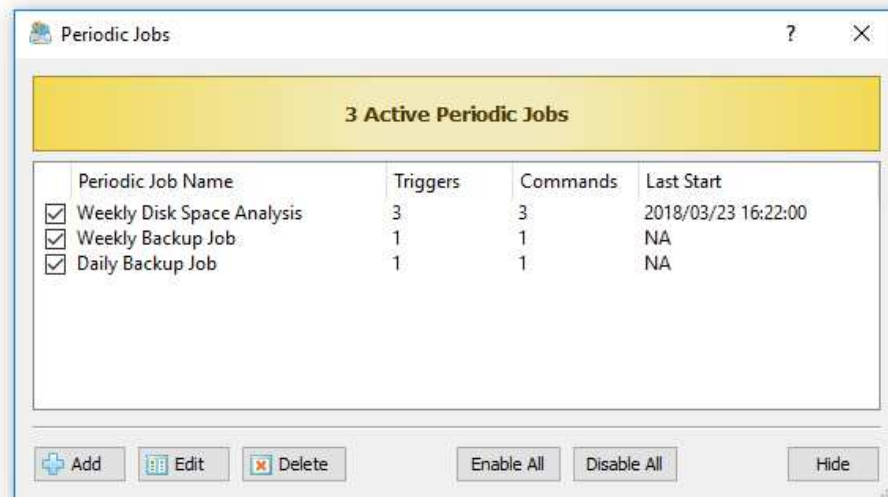 Periodic Jobs ?
3 Active Periodic Jobs
Periodic Job Name Triggers Commands Last Start
Weekly Disk Space Analysis 3 3 2018/03/23 16:22:00
Weekly Backup Job 1 1 NA
Daily Backup Job 1 1 NA
Add Edit Delete Enable All Disable All Hide